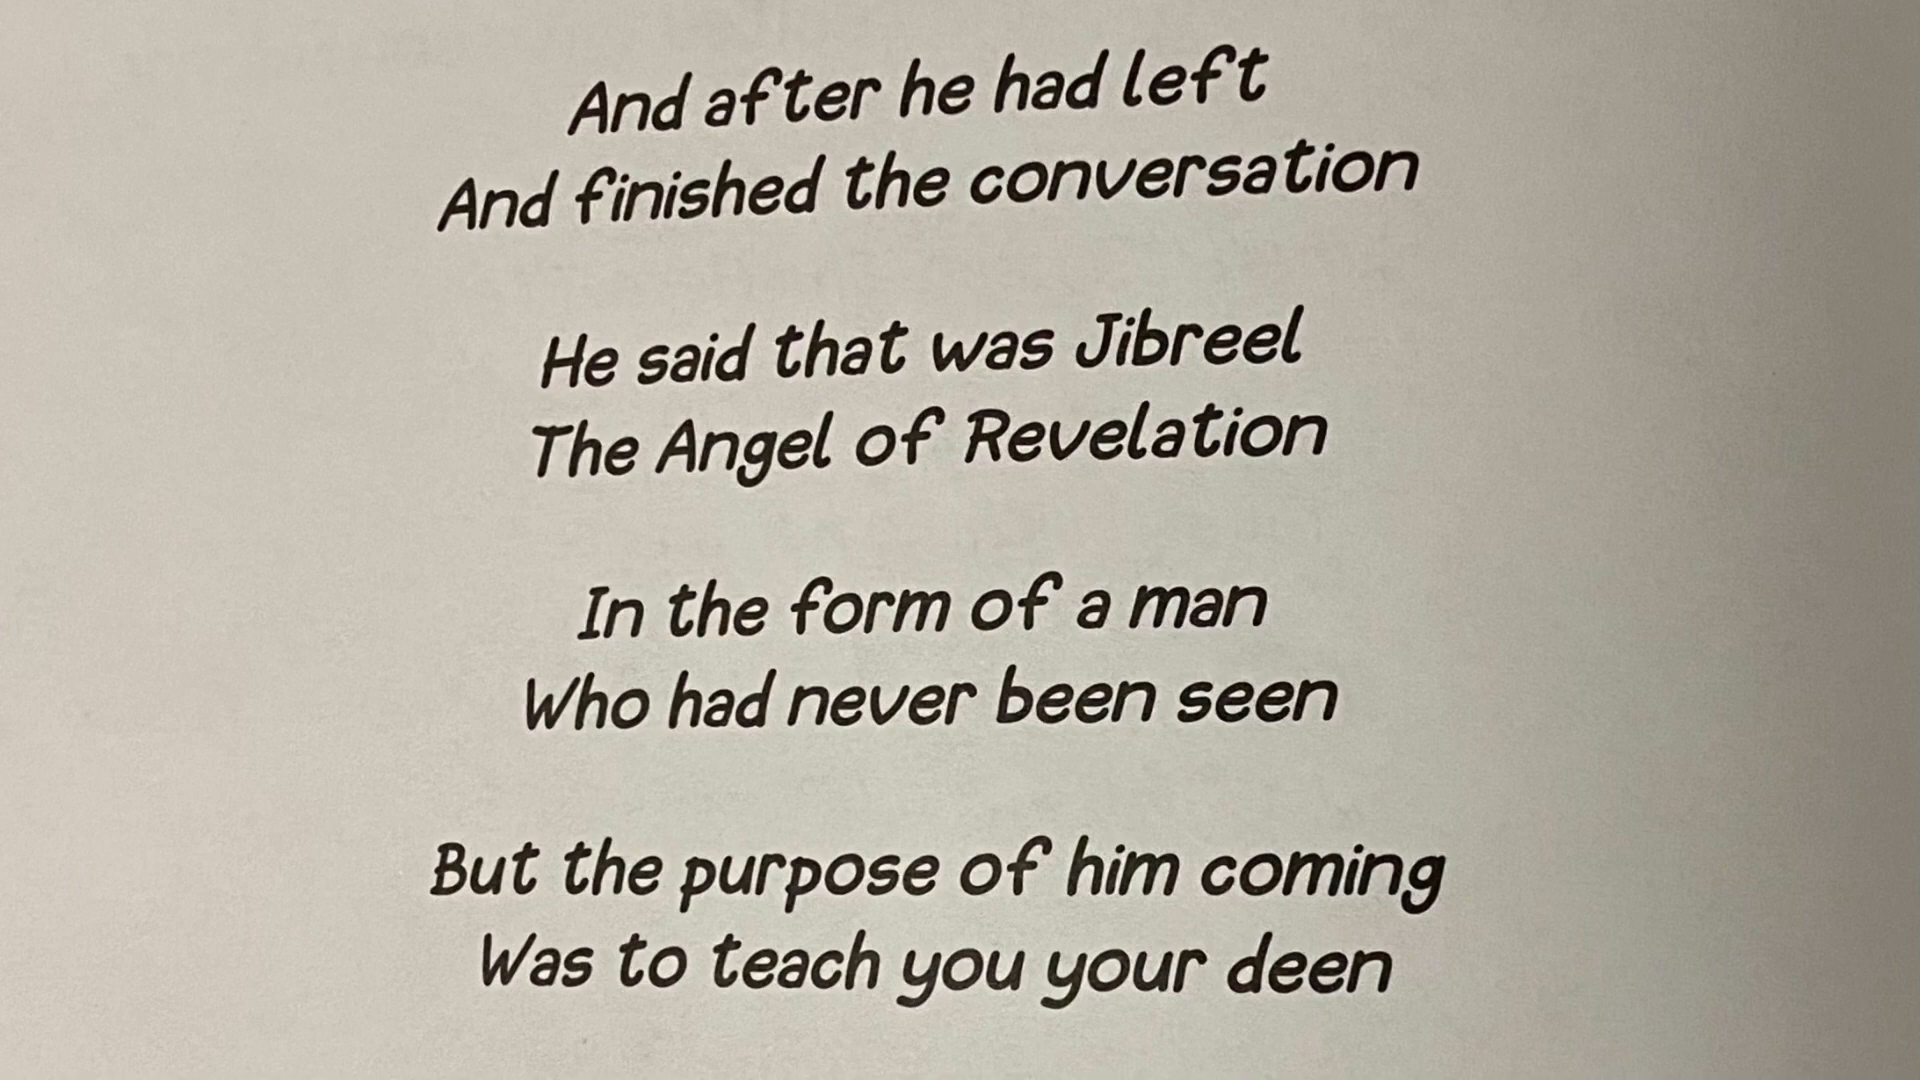 And after he had left
And finished the conversation
He said that was Jibreel
The Angel of Revelation
In the form of a man
Who had never been seen
But the purpose of him coming
Was to teach you your deen